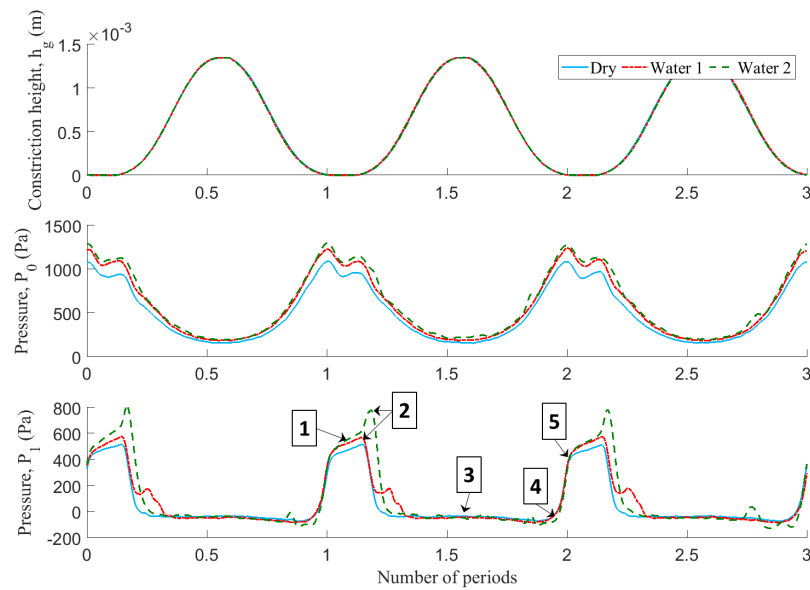 ×10⁻³
Constriction height, h_g (m)
1.5
1
0.5
0
0 0.5 1 1.5 2 2.5 3
Dry Water 1 Water 2
Pressure, P_0 (Pa)
1500
1000
500
0
0 0.5 1 1.5 2 2.5 3
Pressure, P_1 (Pa)
800
600
400
200
0
-200
1 2 3 4 5
0 0.5 1 1.5 2 2.5 3
Number of periods